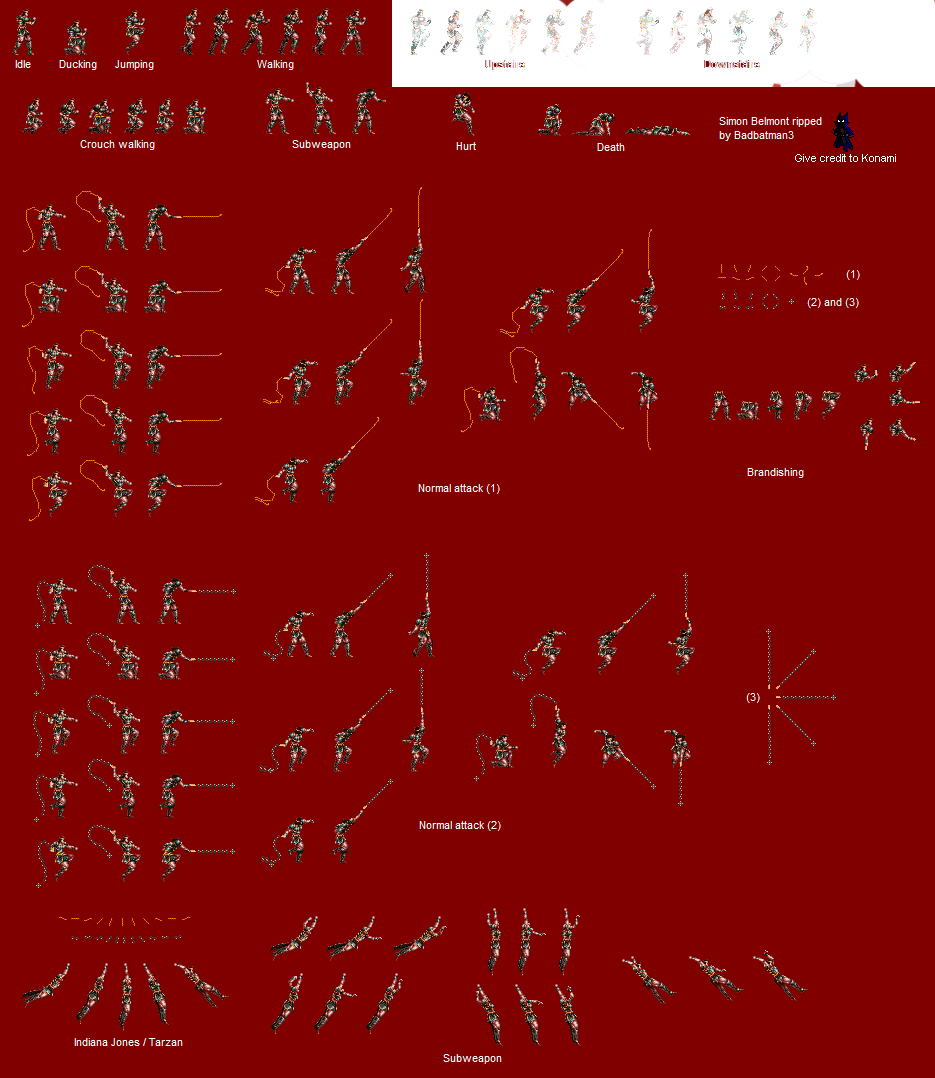 Idle
Ducking
Jumping
Walking
Upstairs
Downstairs
Crouch walking
Subweapon
Hurt
Death
Simon Belmont ripped
by Badbatman3
Give credit to Konami
(1)
(2) and (3)
Brandishing
Normal attack (1)
(3)
Normal attack (2)
Indiana Jones / Tarzan
Subweapon